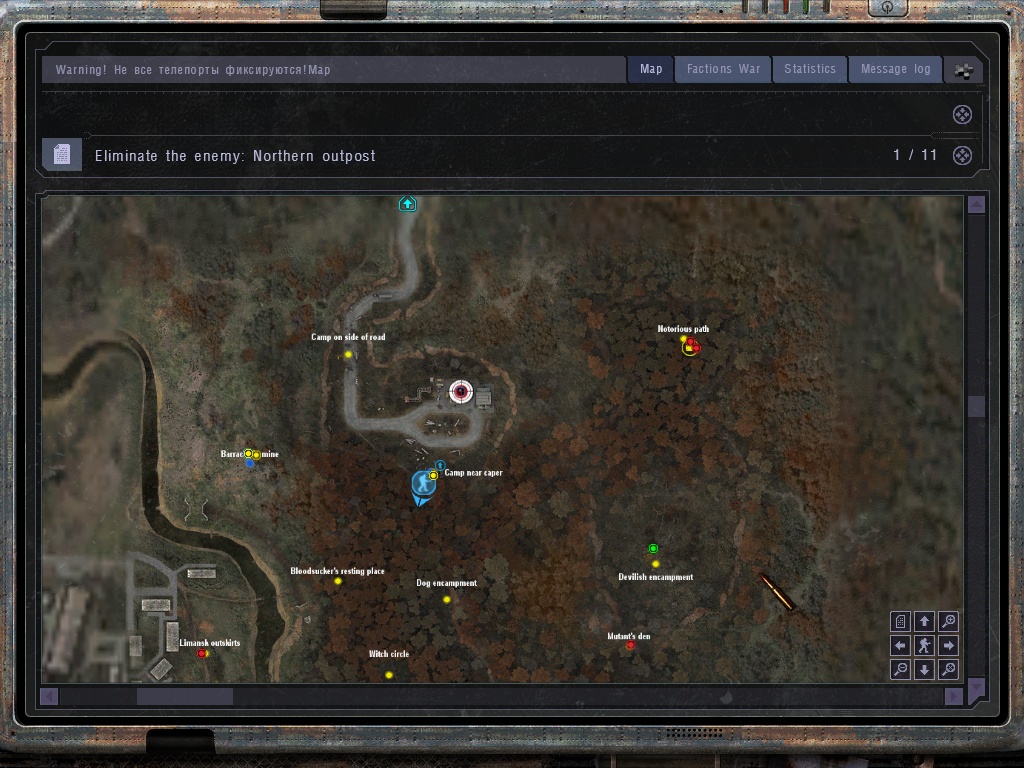 Warning! Не все телепорты фиксируются!Map
Map
Factions War
Statistics
Message log
Eliminate the enemy: Northern outpost
1 / 11
Notorious path
Camp on side of road
Barrac mine
Camp near caper
Bloodsucker's resting place
Devilish encampment
Dog encampment
Mutant's den
Limansk outskirts
Witch circle